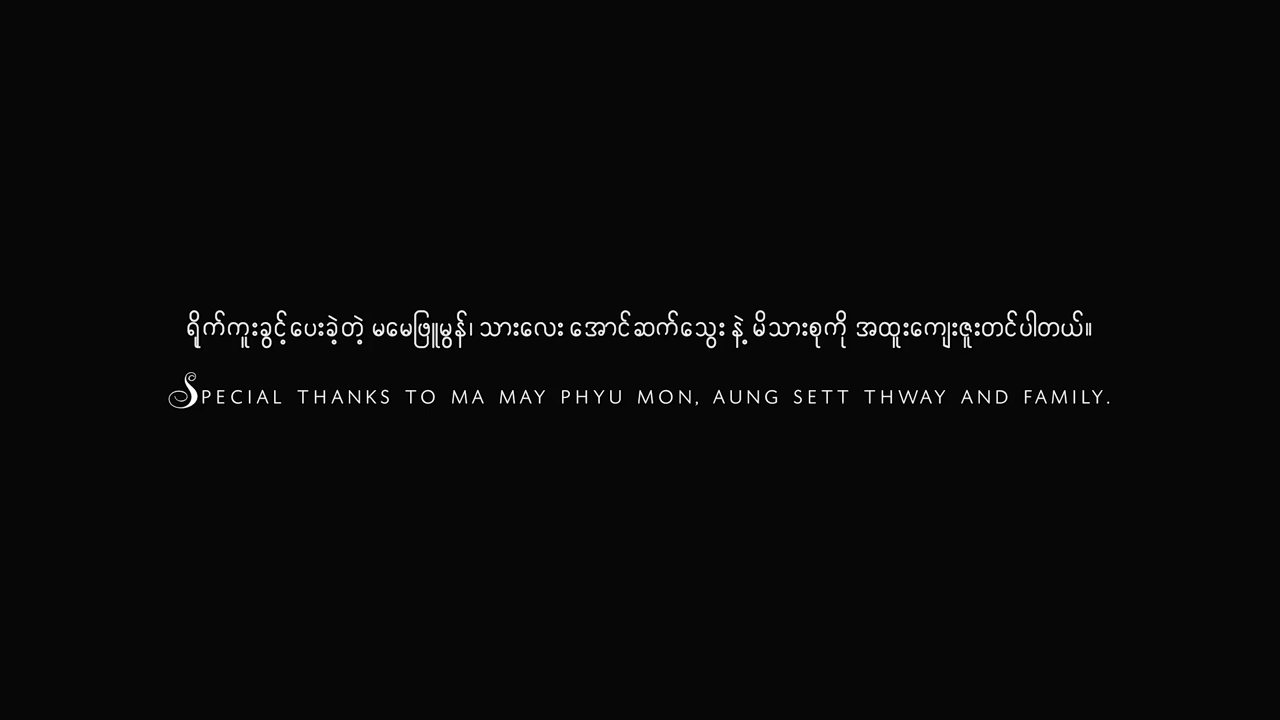 ရိုက်ကူးခွင့်ပေးခဲ့တဲ့ မမေဖြူမွန်၊ သားလေး အောင်ဆက်သွေး နဲ့ မိသားစုကို အထူးကျေးဇူးတင်ပါတယ်။
SPECIAL THANKS TO MA MAY PHYU MON, AUNG SETT THWAY AND FAMILY.